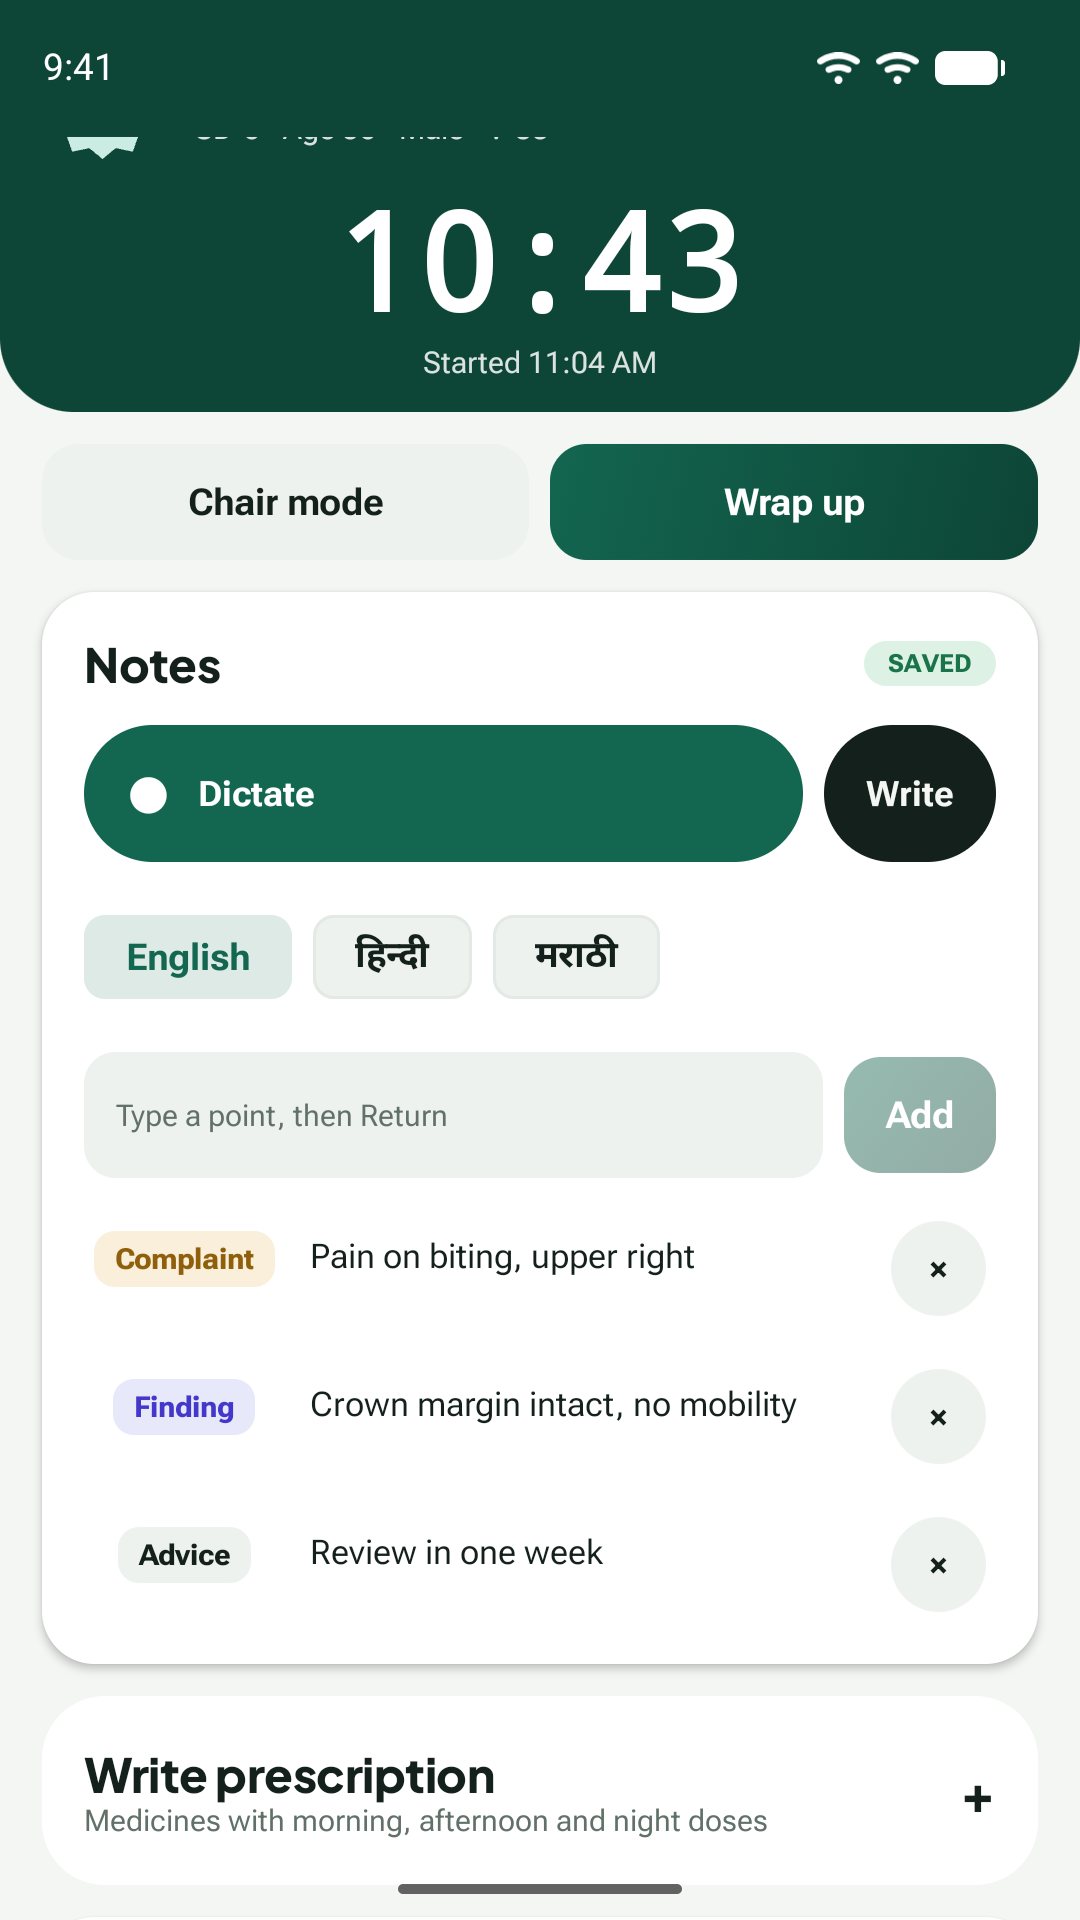 9:41
10:43
Started 11:04 AM
Chair mode
Wrap up
Notes
SAVED
Dictate
Write
English
हिन्दी
मराठी
Type a point, then Return
Add
Complaint
Pain on biting, upper right
×
Finding
Crown margin intact, no mobility
×
Advice
Review in one week
×
Write prescription
Medicines with morning, afternoon and night doses
+